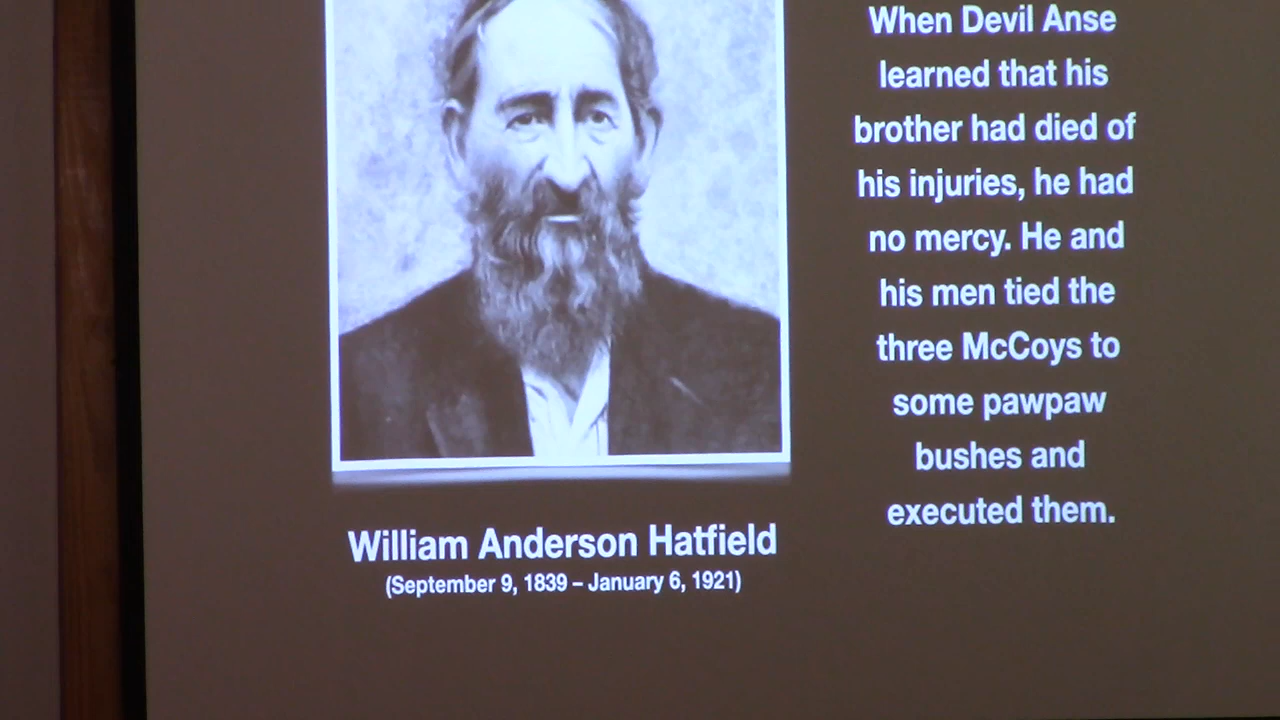 When Devil Anse
learned that his
brother had died of
his injuries, he had
no mercy. He and
his men tied the
three McCoys to
some pawpaw
bushes and
executed them.
William Anderson Hatfield
(September 9, 1839 – January 6, 1921)